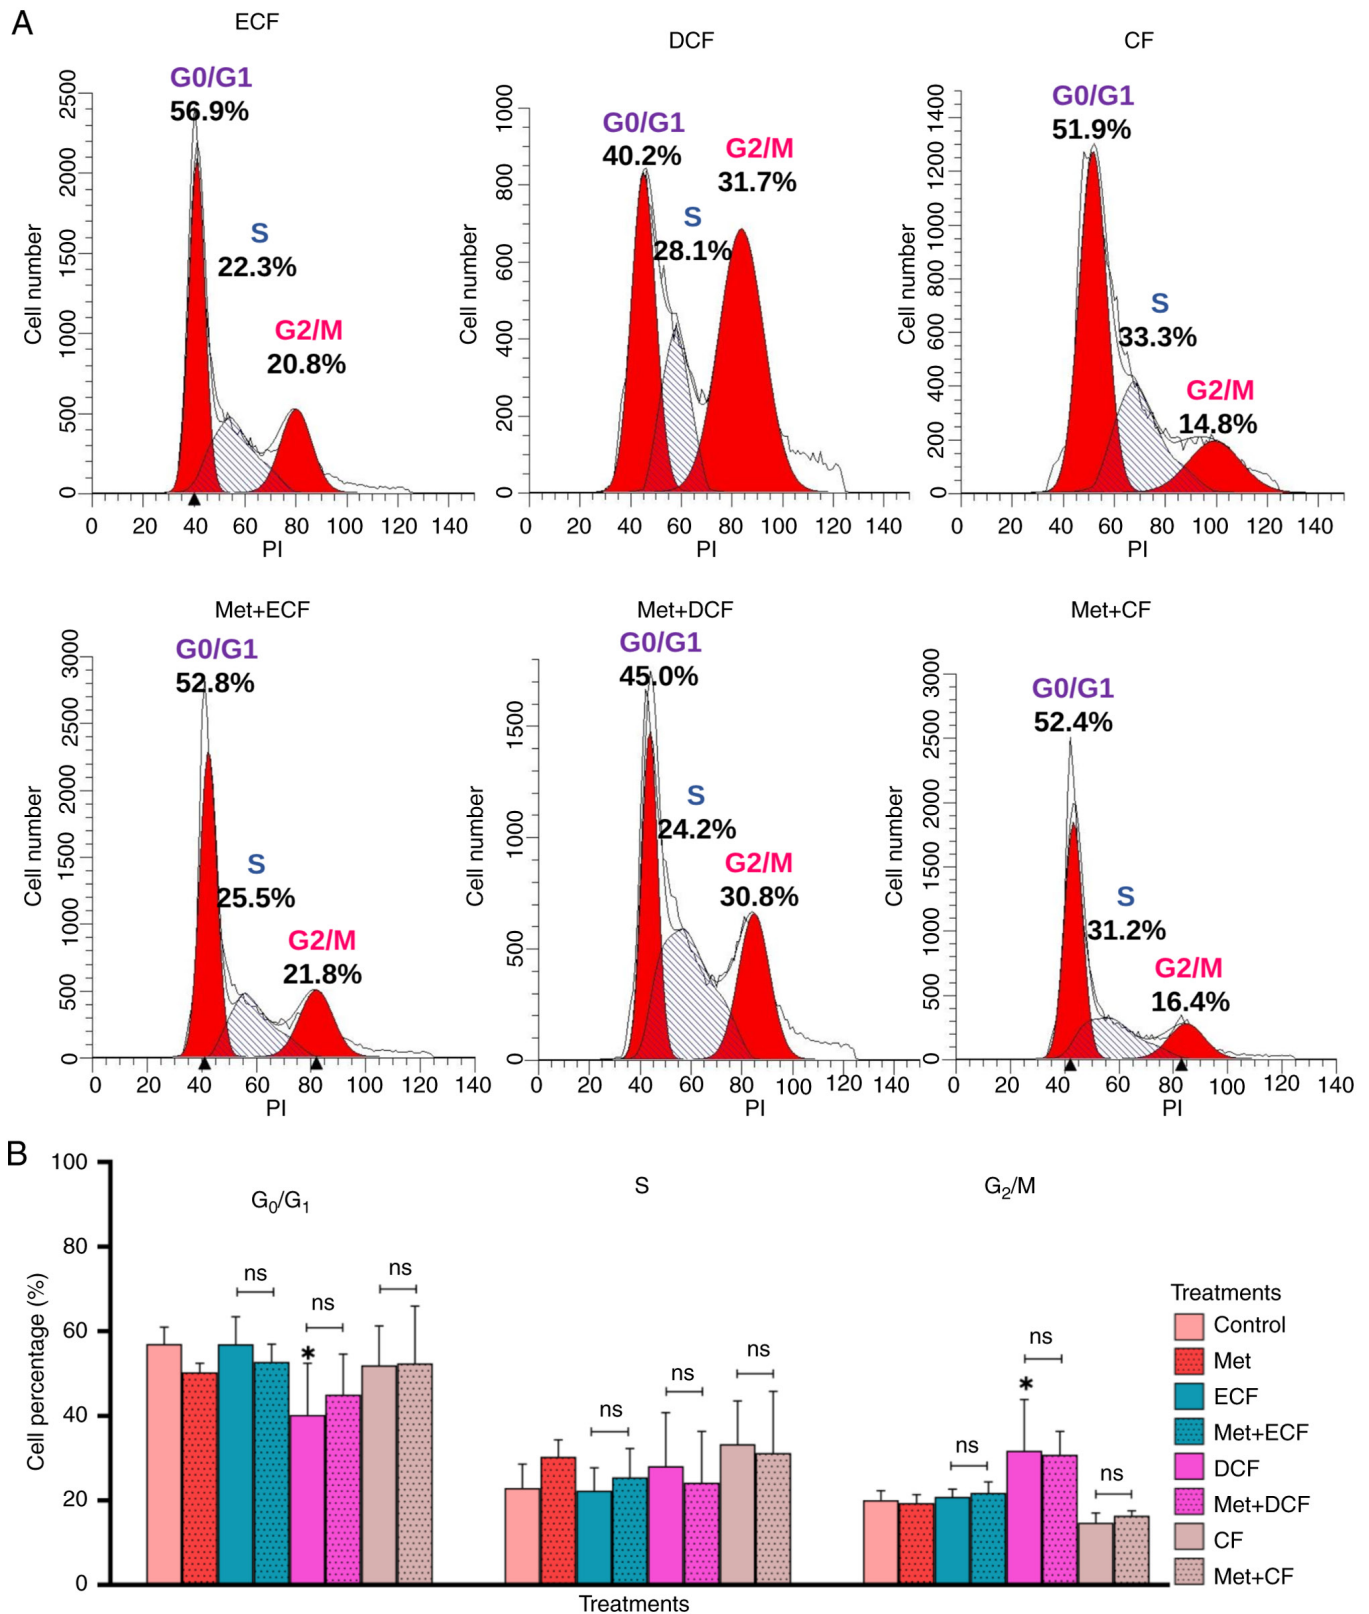 A
ECF
G0/G1
56.9%
S
22.3%
G2/M
20.8%
Cell number
2500
2000
1500
1000
500
0
0 20 40 60 80 100 120 140
PI
DCF
G0/G1
40.2%
S
28.1%
G2/M
31.7%
Cell number
1000
800
600
400
200
0
0 20 40 60 80 100 120 140
PI
CF
G0/G1
51.9%
S
33.3%
G2/M
14.8%
Cell number
1400
1200
1000
800
600
400
200
0
0 20 40 60 80 100 120 140
PI
Met+ECF
G0/G1
52.8%
S
25.5%
G2/M
21.8%
Cell number
3000
2500
2000
1500
1000
500
0
0 20 40 60 80 100 120 140
PI
Met+DCF
G0/G1
45.0%
S
24.2%
G2/M
30.8%
Cell number
1500
1000
500
0
0 20 40 60 80 100 120 140
PI
Met+CF
G0/G1
52.4%
S
31.2%
G2/M
16.4%
Cell number
3000
2500
2000
1500
1000
500
0
0 20 40 60 80 100 120 140
PI
B
Cell percentage (%)
100
80
60
40
20
0
G0/G1
ns
ns
ns
*
S
ns
ns
ns
G2/M
ns
ns
ns
*
Treatments
Treatments
Control
Met
ECF
Met+ECF
DCF
Met+DCF
CF
Met+CF